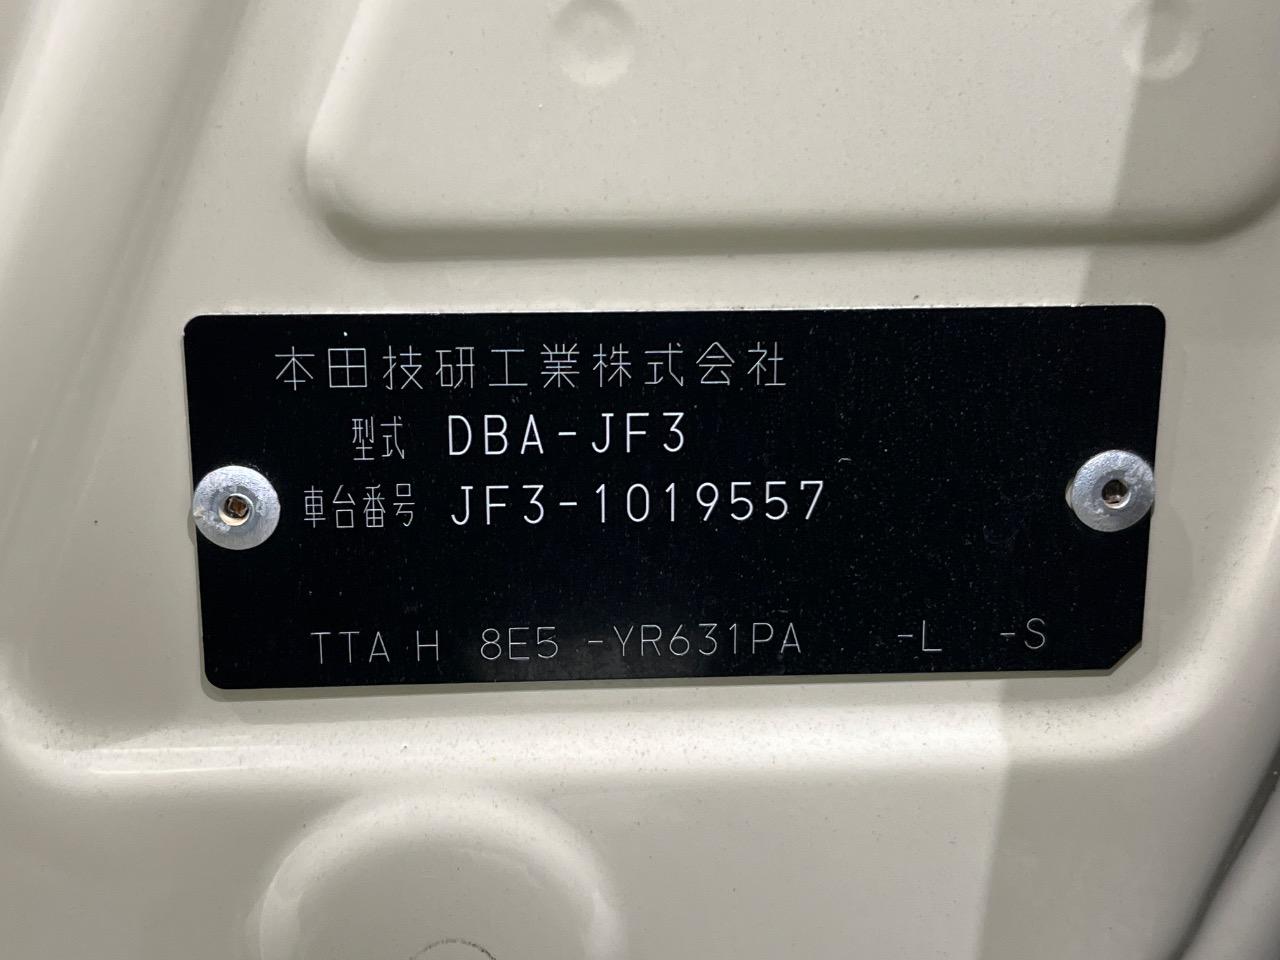 本田技研工業株式会社
型式 DBA-JF3
車台番号 JF3-1019557
TTA H 8E5 -YR631PA -L -S